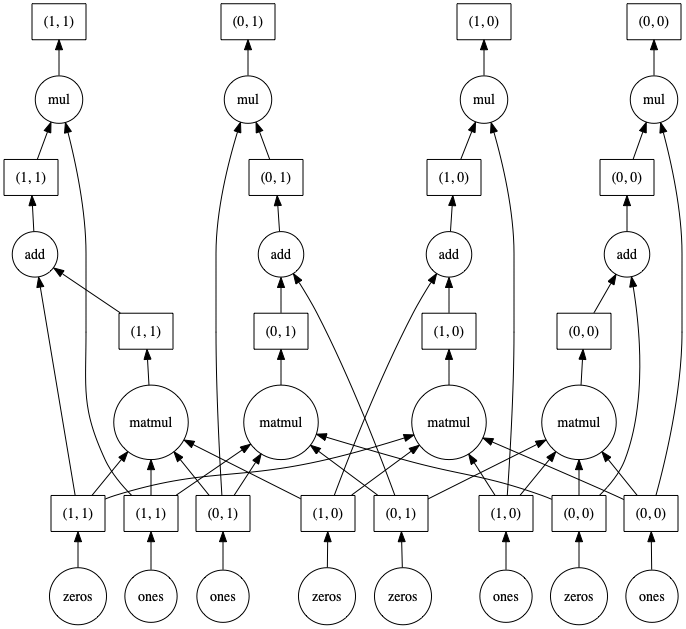 (1, 1) (0, 1) (1, 0) (0, 0)
mul mul mul mul
(1, 1) (0, 1) (1, 0) (0, 0)
add add add add
(1, 1) (0, 1) (1, 0) (0, 0)
matmul matmul matmul matmul
(1, 1) (1, 1) (0, 1) (1, 0) (0, 1) (1, 0) (0, 0) (0, 0)
zeros ones ones zeros zeros ones zeros ones